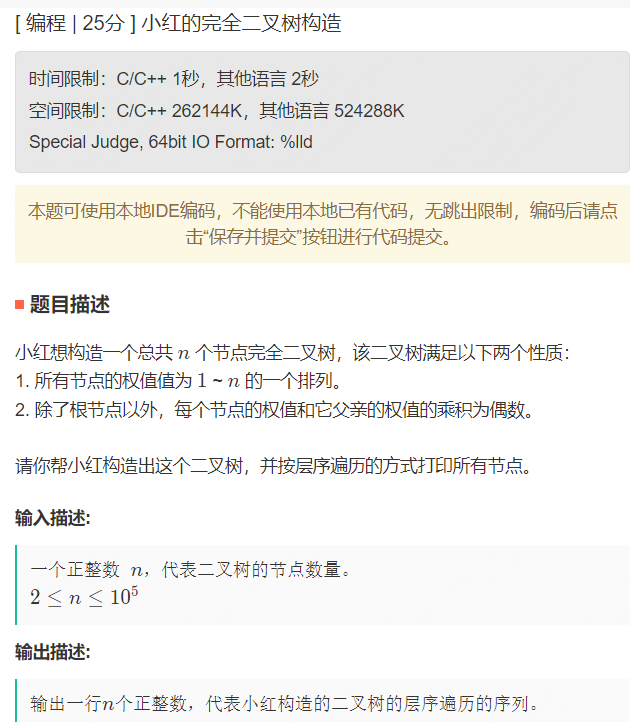 [ 编程 | 25分 ] 小红的完全二叉树构造
时间限制：C/C++ 1秒，其他语言 2秒
空间限制：C/C++ 262144K，其他语言 524288K
Special Judge, 64bit IO Format: %lld
本题可使用本地IDE编码，不能使用本地已有代码，无跳出限制，编码后请点
击“保存并提交”按钮进行代码提交。
题目描述
小红想构造一个总共 n 个节点完全二叉树，该二叉树满足以下两个性质：
1. 所有节点的权值值为 1 ~ n 的一个排列。
2. 除了根节点以外，每个节点的权值和它父亲的权值的乘积为偶数。
请你帮小红构造出这个二叉树，并按层序遍历的方式打印所有节点。
输入描述:
一个正整数 n，代表二叉树的节点数量。
2 ≤ n ≤ 10⁵
输出描述:
输出一行n个正整数，代表小红构造的二叉树的层序遍历的序列。